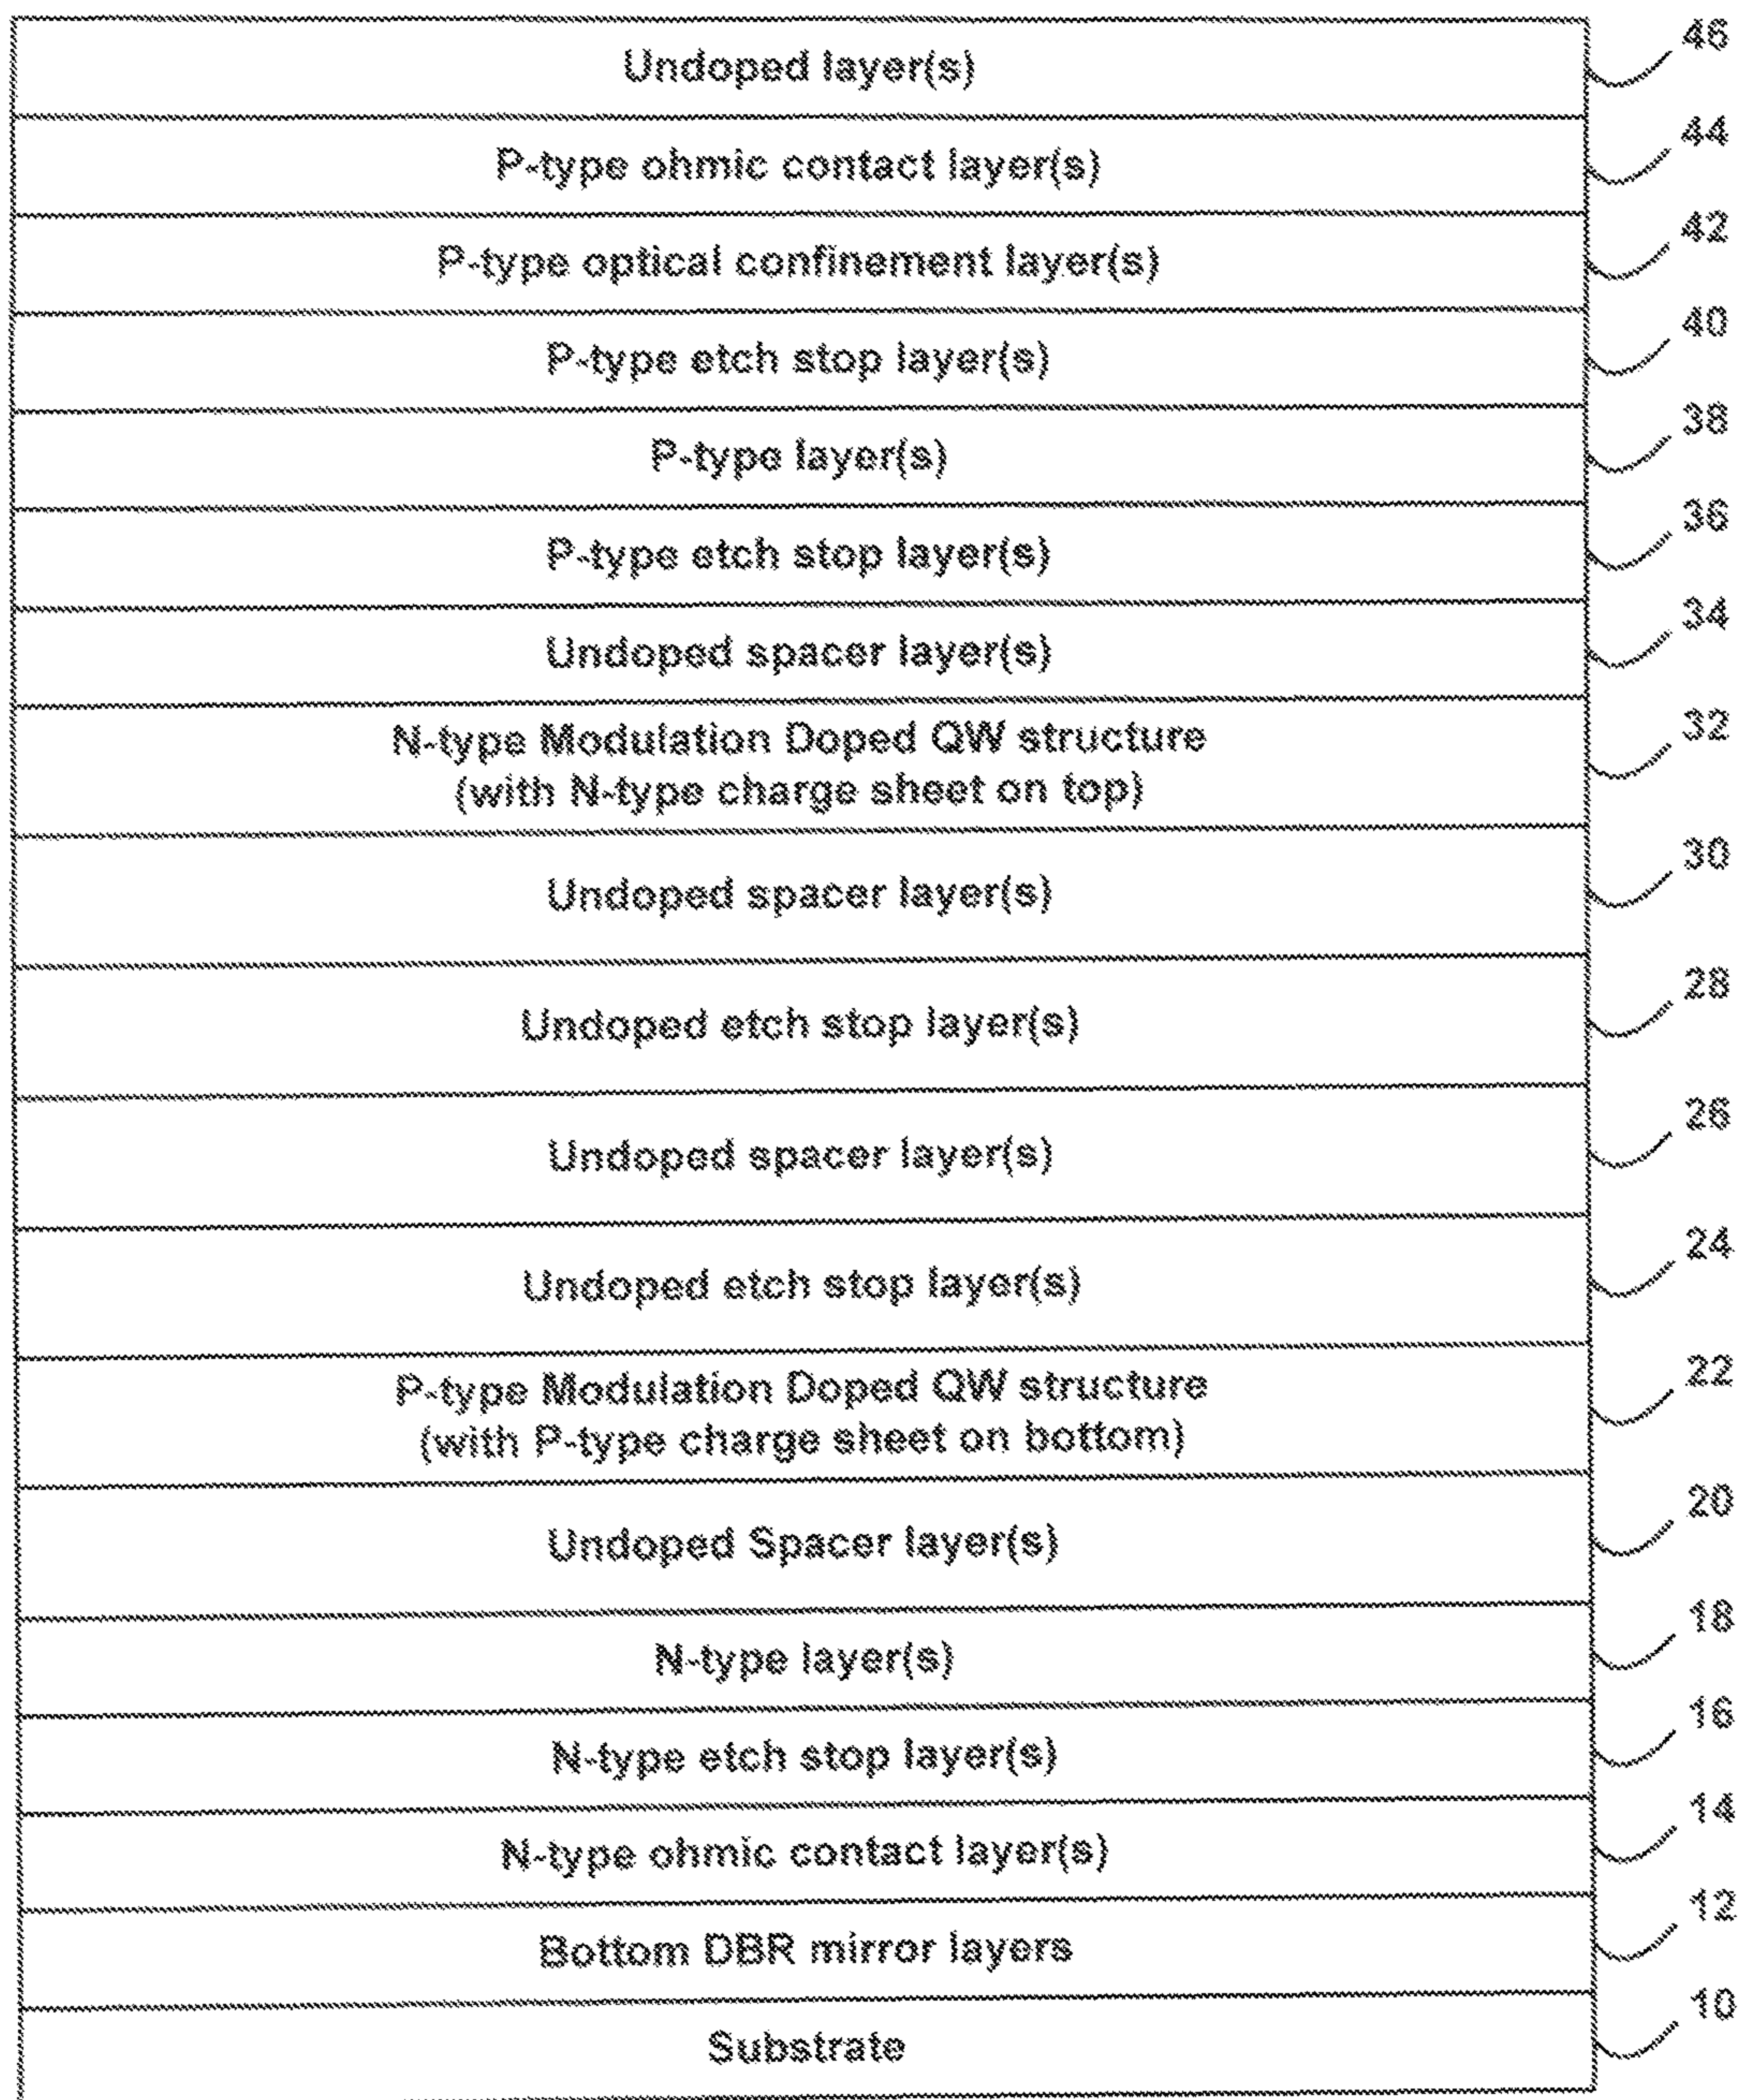 Undoped layer(s) 46
P-type ohmic contact layer(s) 44
P-type optical confinement layer(s) 42
P-type etch stop layer(s) 40
P-type layer(s) 38
P-type etch stop layer(s) 36
Undoped spacer layer(s) 34
N-type Modulation Doped QW structure 32
(with N-type charge sheet on top)
Undoped spacer layer(s) 30
Undoped etch stop layer(s) 28
Undoped spacer layer(s) 26
Undoped etch stop layer(s) 24
P-type Modulation Doped QW structure 22
(with P-type charge sheet on bottom)
Undoped Spacer layer(s) 20
N-type layer(s) 18
N-type etch stop layer(s) 16
N-type ohmic contact layer(s) 14
Bottom DBR mirror layers 12
Substrate 10